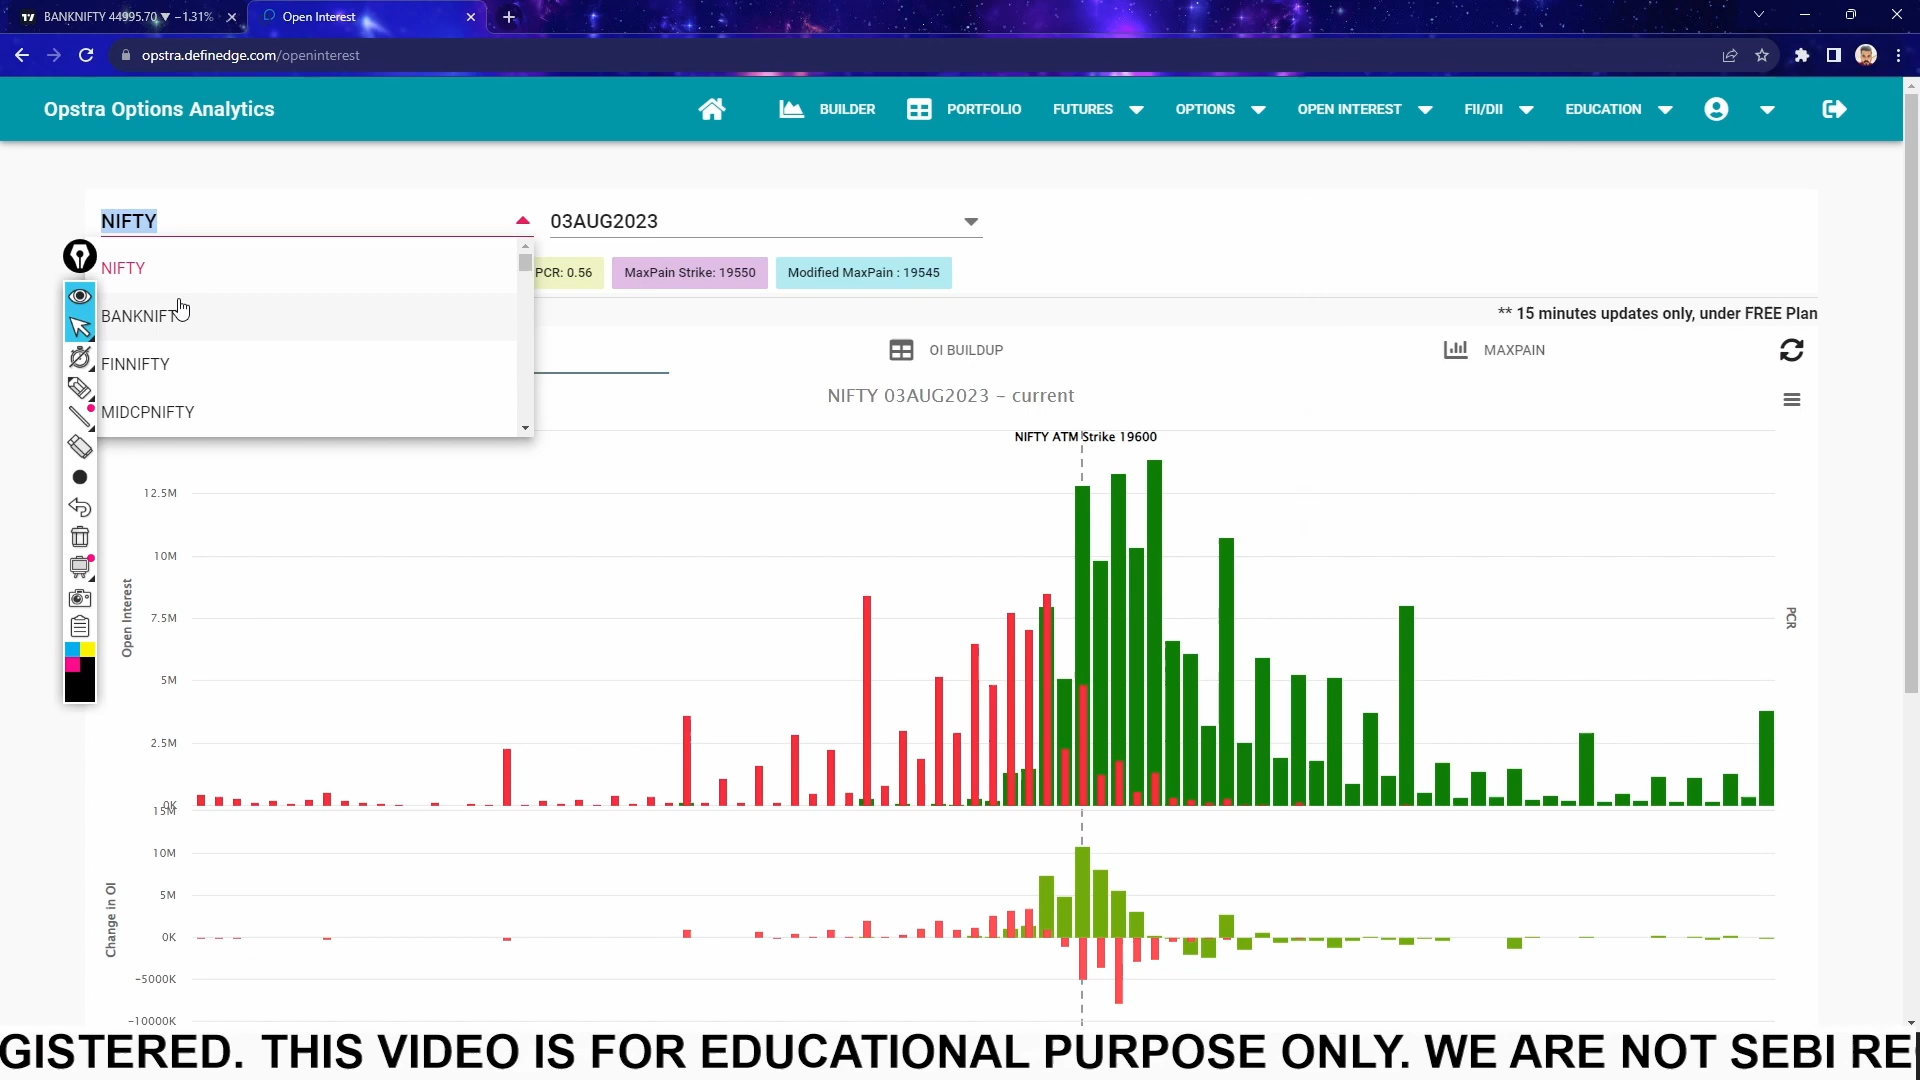 BANKNIFTY 44995.70 ▼ −1.31%
Open Interest
opstra.definedge.com/openinterest
Opstra Options Analytics
BUILDER
PORTFOLIO
FUTURES
OPTIONS
OPEN INTEREST
FII/DII
EDUCATION
NIFTY
03AUG2023
NIFTY
BANKNIFTY
FINNIFTY
MIDCPNIFTY
PCR: 0.56
MaxPain Strike: 19550
Modified MaxPain : 19545
** 15 minutes updates only, under FREE Plan
OI BUILDUP
MAXPAIN
NIFTY 03AUG2023 – current
NIFTY ATM Strike 19600
Open Interest
12.5M
10M
7.5M
5M
2.5M
0K
PCR
Change in OI
15M
10M
5M
0K
-5000K
-10000K
GISTERED. THIS VIDEO IS FOR EDUCATIONAL PURPOSE ONLY. WE ARE NOT SEBI RE